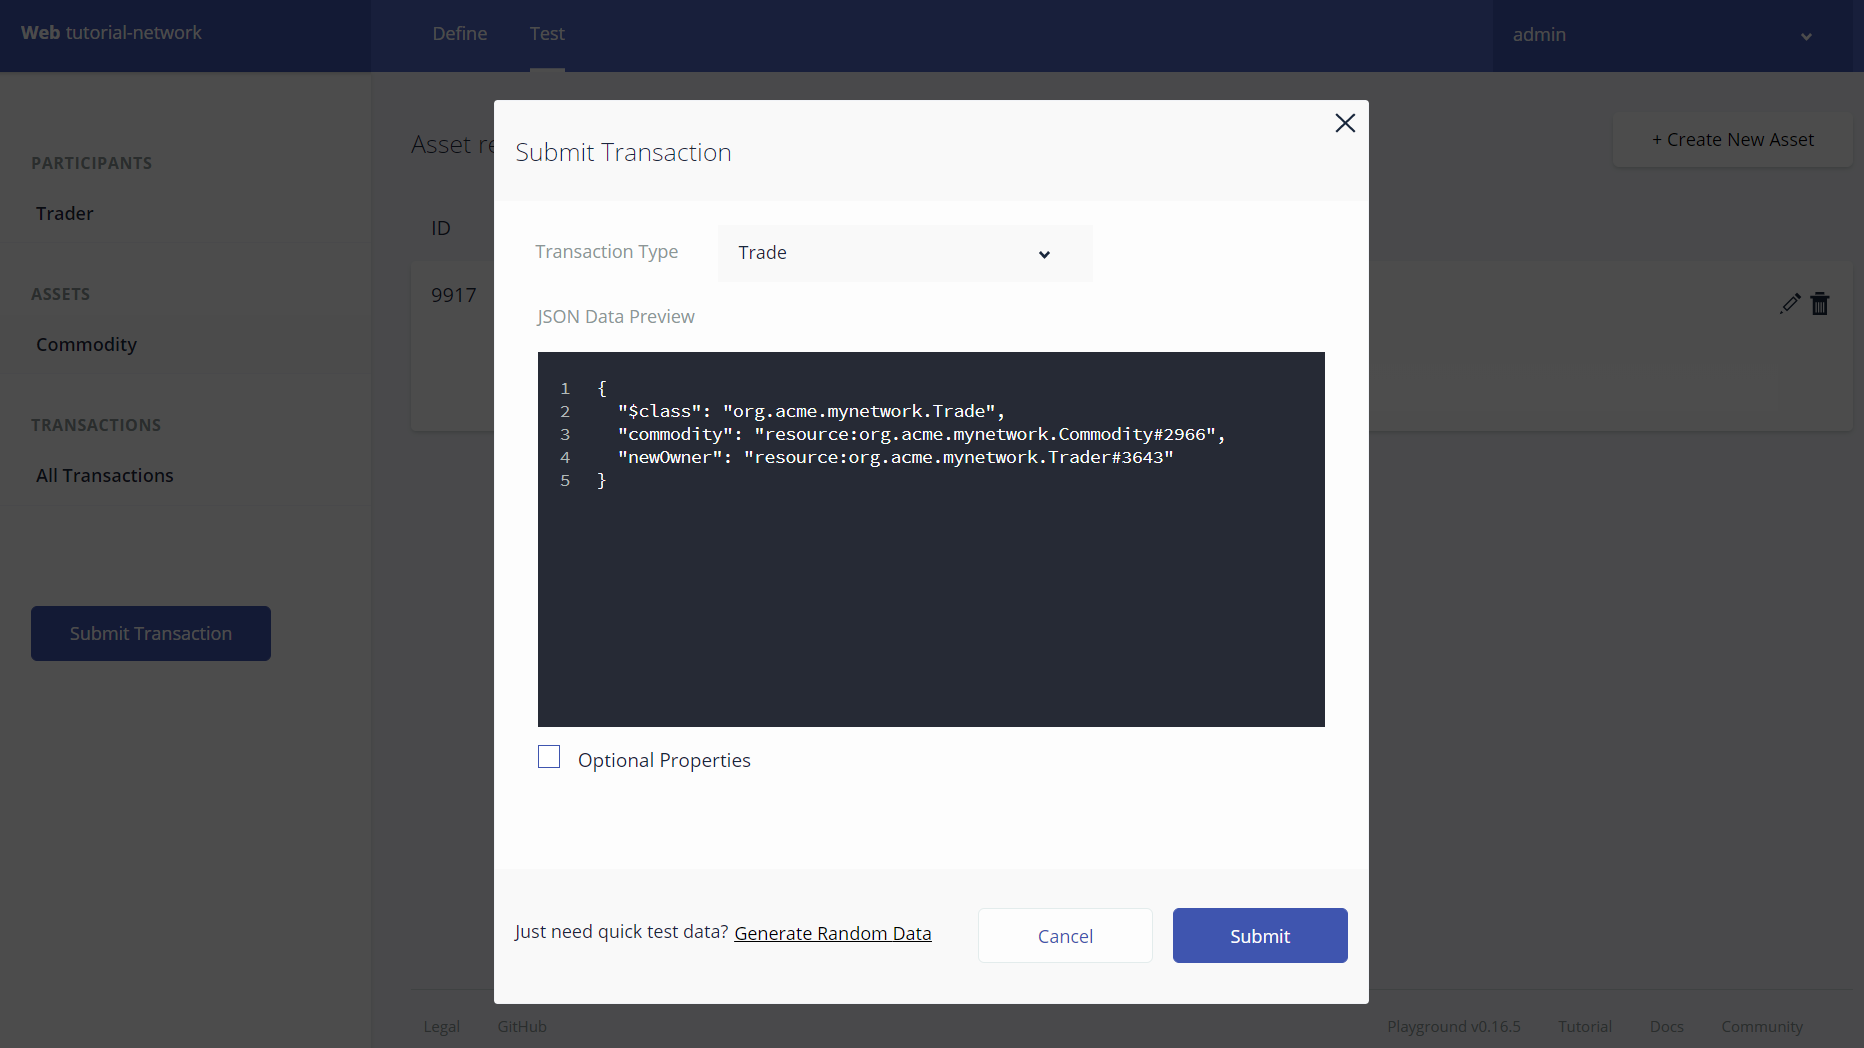 Web tutorial-network
Define
Test
admin
PARTICIPANTS
Trader
ASSETS
Commodity
TRANSACTIONS
All Transactions
Submit Transaction
Asset re
+ Create New Asset
ID
9917
Submit Transaction
Transaction Type
Trade
JSON Data Preview
1 {
2 "$class": "org.acme.mynetwork.Trade",
3 "commodity": "resource:org.acme.mynetwork.Commodity#2966",
4 "newOwner": "resource:org.acme.mynetwork.Trader#3643"
5 }
Optional Properties
Just need quick test data? Generate Random Data
Cancel
Submit
Legal
GitHub
Playground v0.16.5
Tutorial
Docs
Community